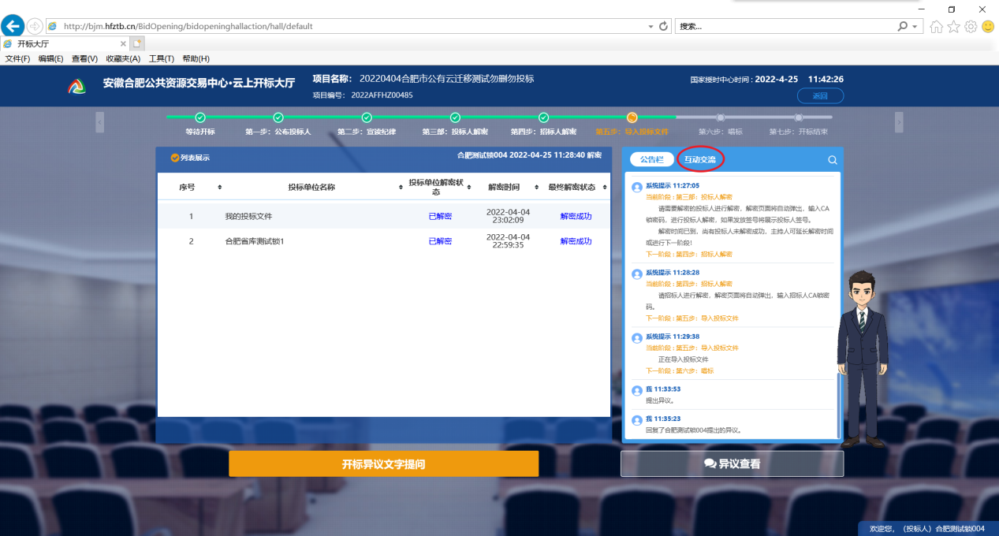 http://bjm.hfztb.cn/BidOpening/bidopeninghallaction/hall/default
搜索...
开标大厅
文件(F) 编辑(E) 查看(V) 收藏夹(A) 工具(T) 帮助(H)
安徽合肥公共资源交易中心·云上开标大厅
项目名称： 20220404合肥市公有云迁移测试勿删勿投标
项目编号： 2022AFFHZ00485
国家授时中心时间：2022-4-25 11:42:26
返回
等待开标 第一步：公布投标人 第二步：宣读纪律 第三部：投标人解密 第四步：招标人解密 第五步：导入投标文件 第六步：唱标 第七步：开标结束
列表展示
合肥测试锁004 2022-04-25 11:28:40 解密
序号 投标单位名称 投标单位解密状态 解密时间 最终解密状态
1 我的投标文件 已解密 2022-04-04 23:02:09 解密成功
2 合肥省库测试锁1 已解密 2022-04-04 22:59:35 解密成功
公告栏 互动交流
系统提示 11:27:05
当前阶段：第三部：投标人解密
请需要解密的投标人进行解密，解密页面将自动弹出，输入CA
锁密码，进行投标人解密，如果发放签号将展示投标人签号。
解密时间已到，尚有投标人未解密成功，主持人可延长解密时间
或进行下一阶段！
下一阶段：第四步：招标人解密
系统提示 11:28:28
当前阶段：第四步：招标人解密
请招标人进行解密，解密页面将自动弹出，输入招标人CA锁密
码。
下一阶段：第五步：导入投标文件
系统提示 11:29:38
当前阶段：第五步：导入投标文件
正在导入投标文件
下一阶段：第六步：唱标
我 11:33:53
提出异议。
我 11:35:23
回复了合肥测试锁004提出的异议。
开标异议文字提问
异议查看
欢迎您，（投标人）合肥测试锁004